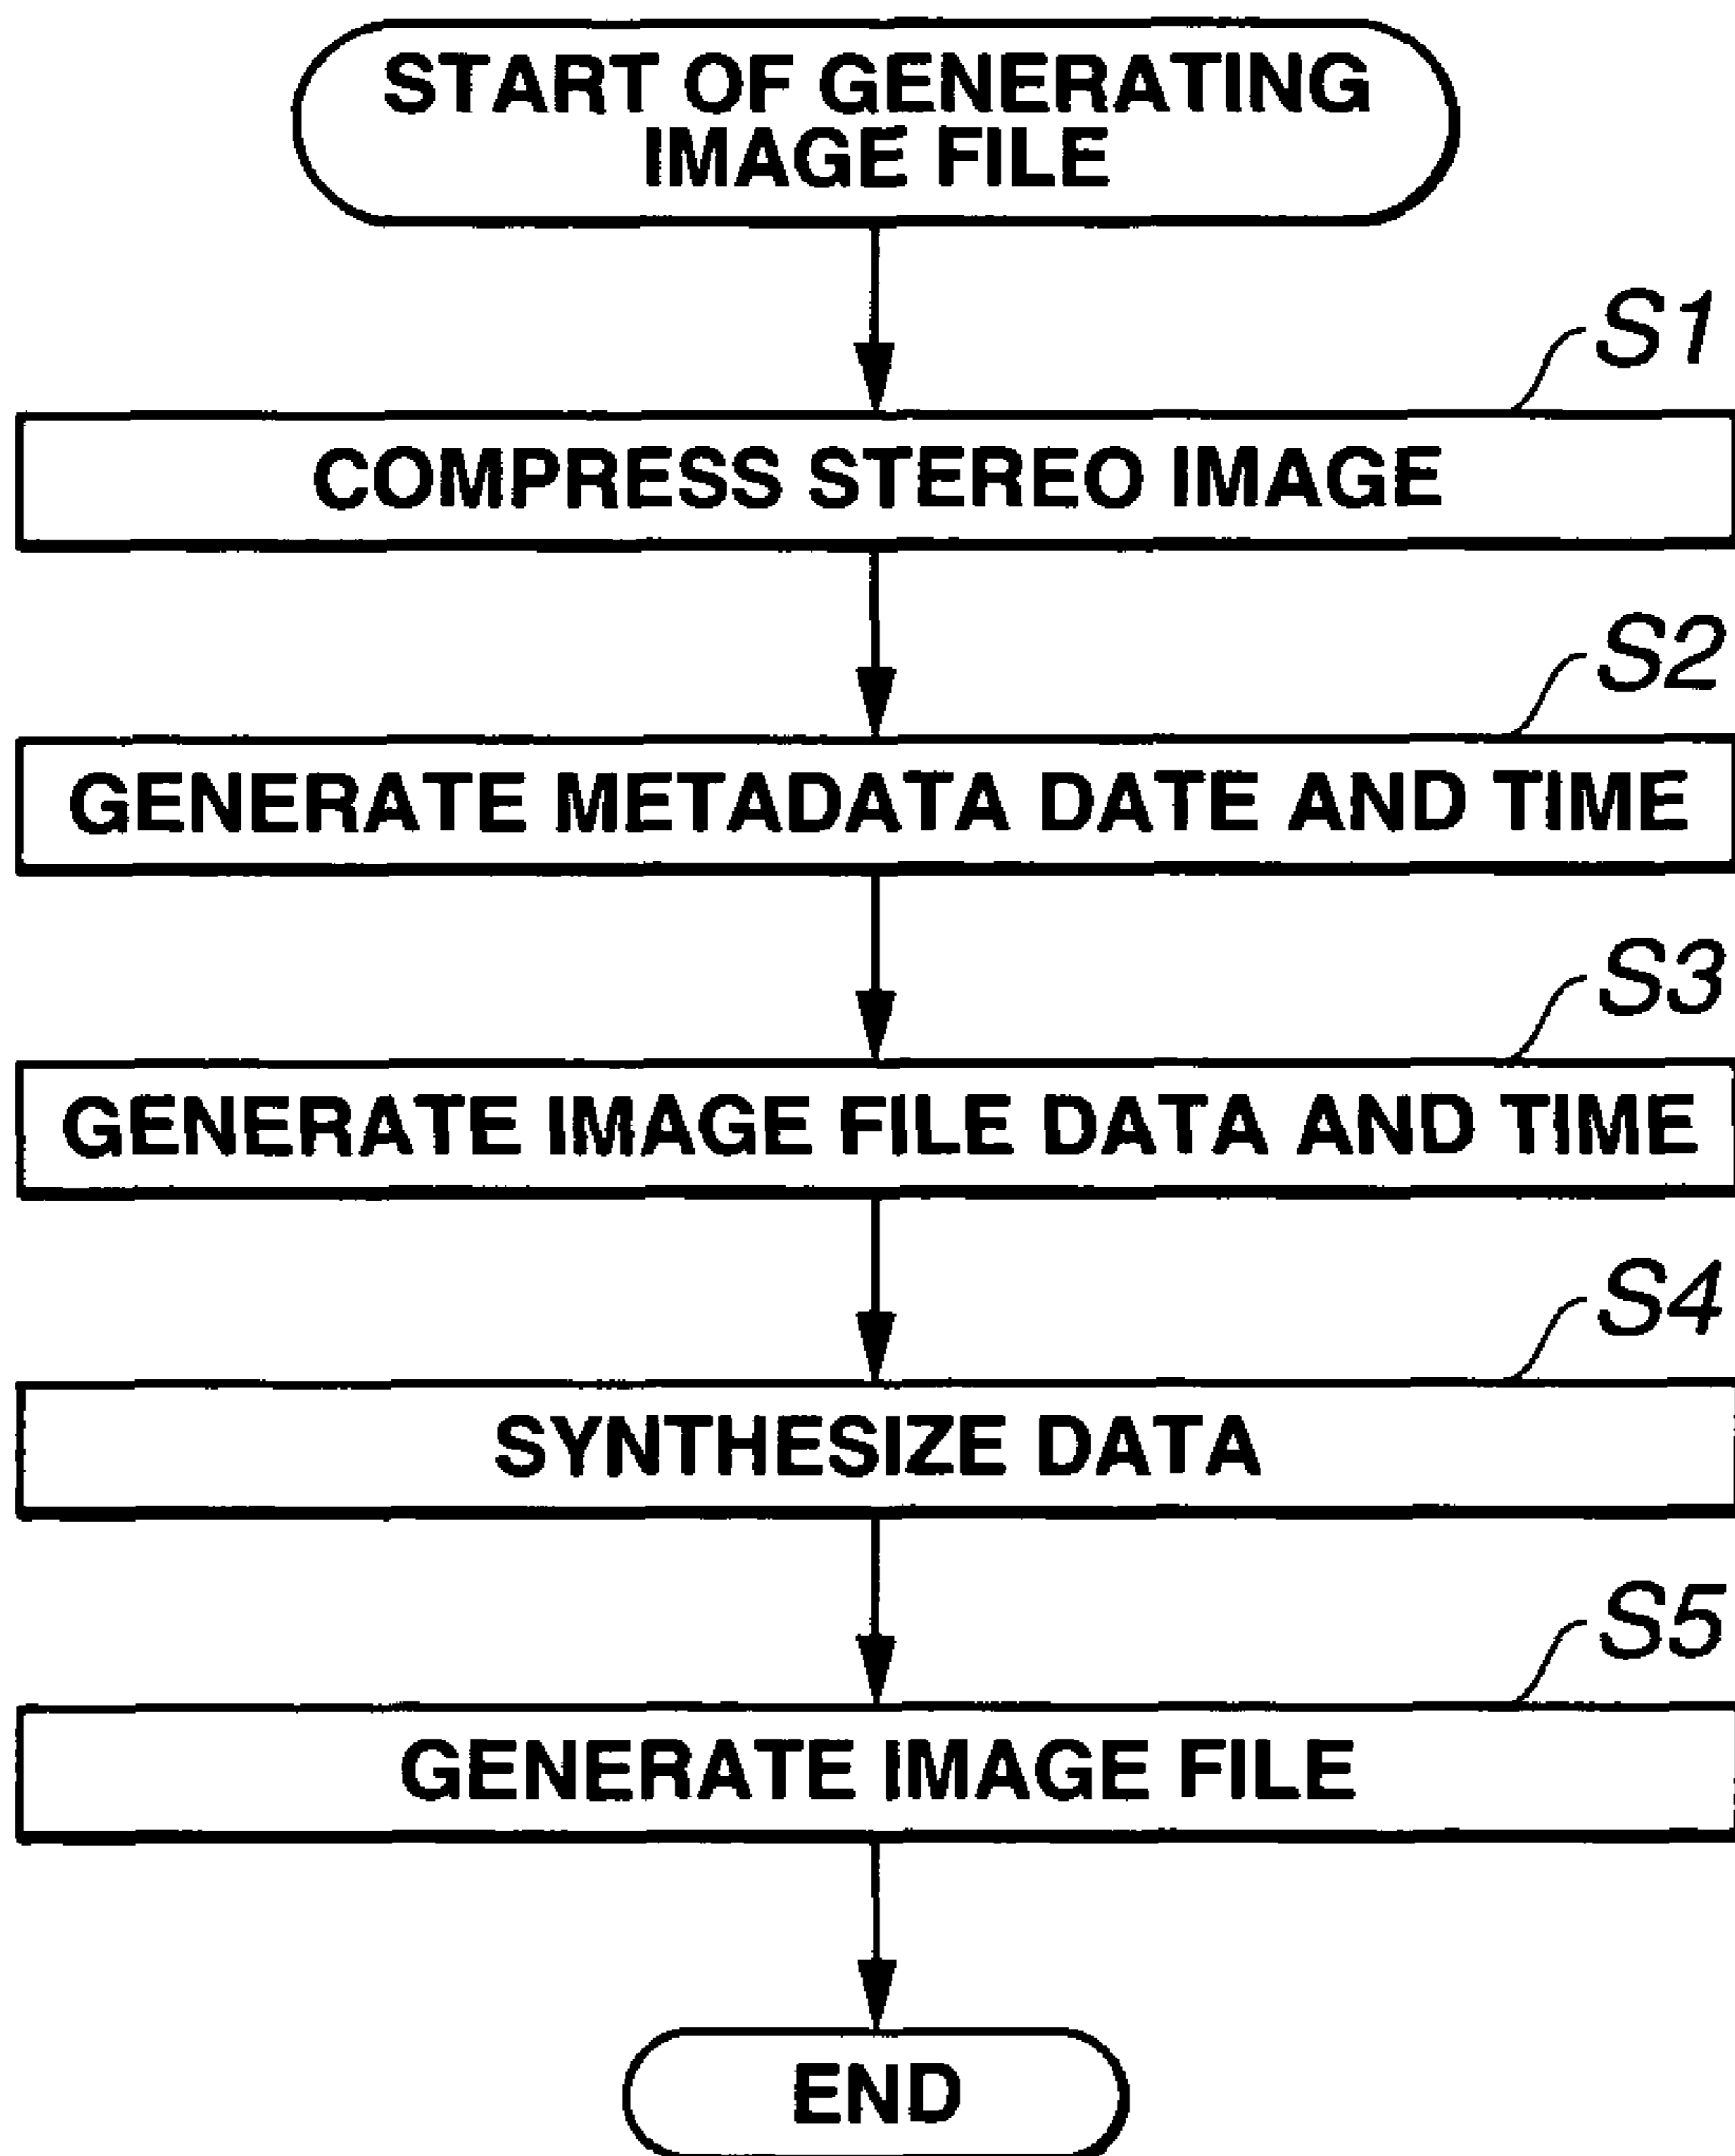 START OF GENERATING
IMAGE FILE
S1
COMPRESS STEREO IMAGE
S2
GENERATE METADATA DATE AND TIME
S3
GENERATE IMAGE FILE DATA AND TIME
S4
SYNTHESIZE DATA
S5
GENERATE IMAGE FILE
END